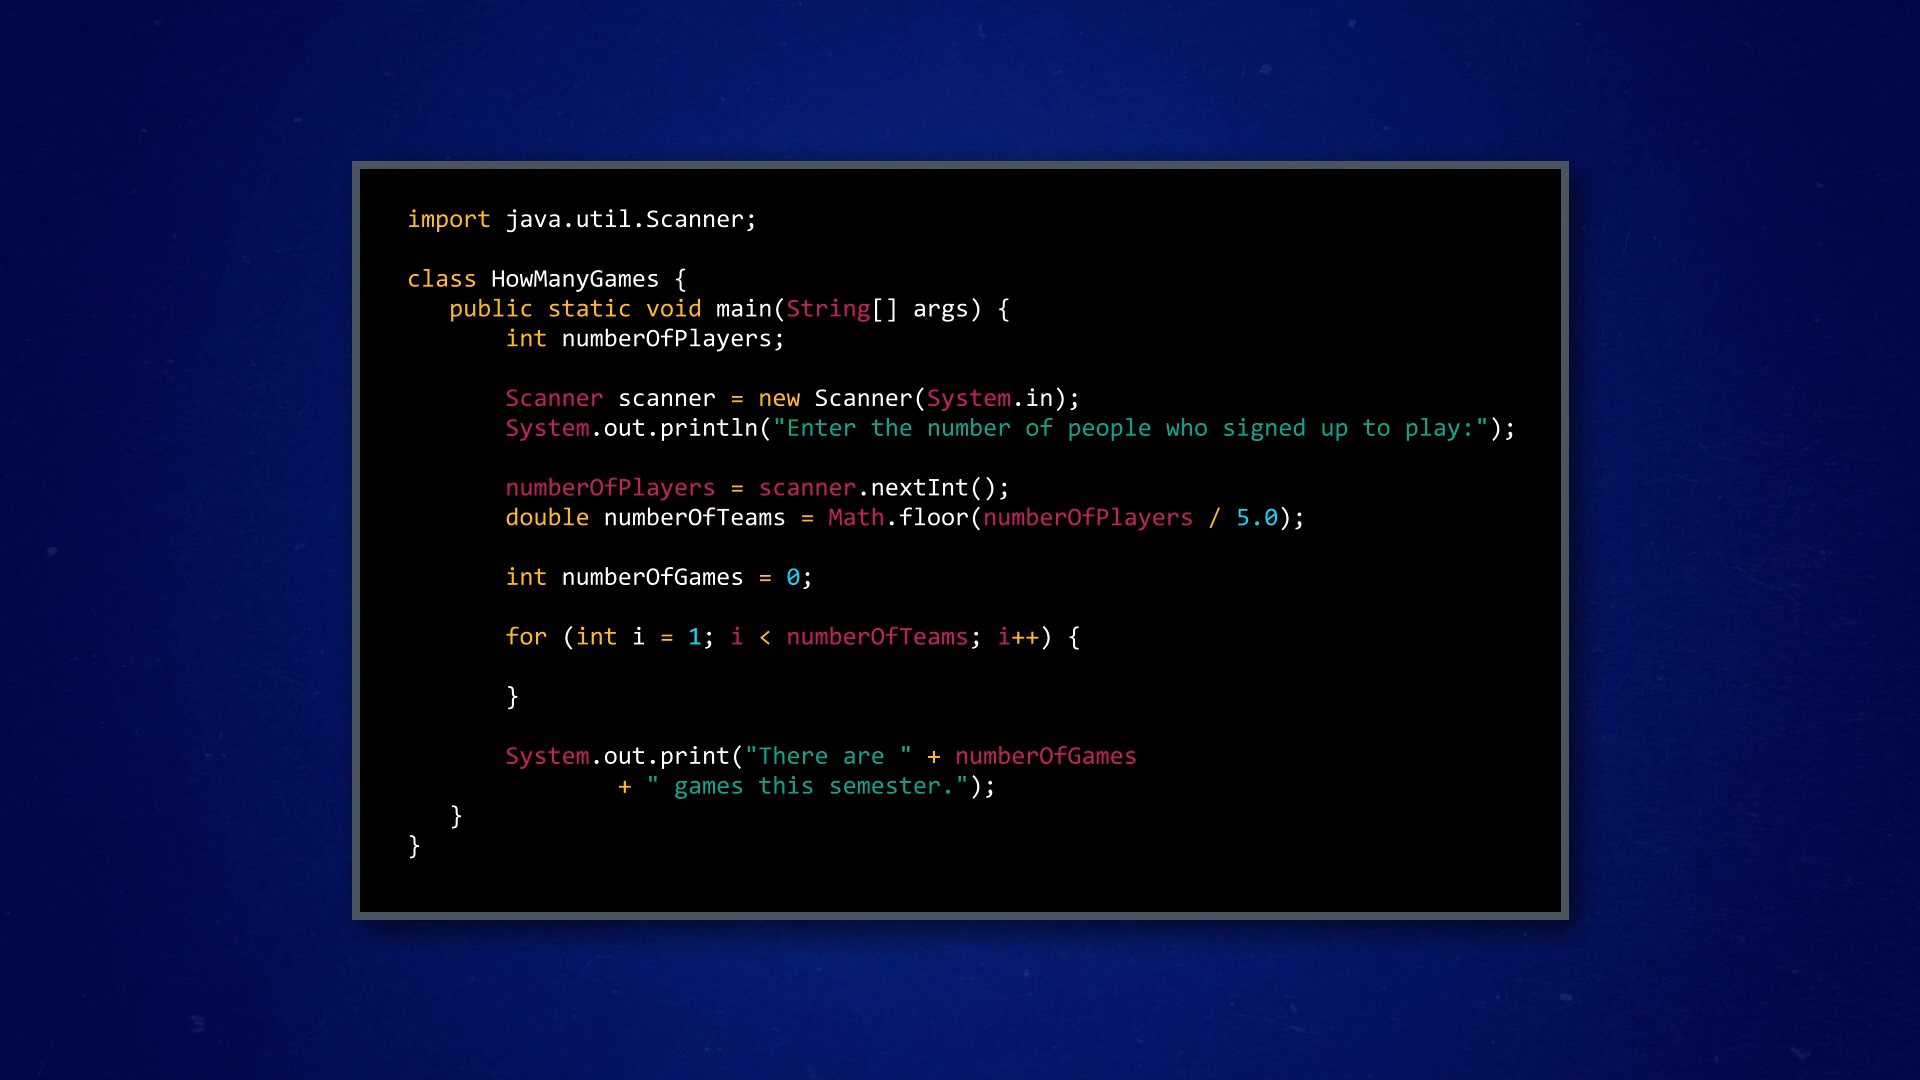 import java.util.Scanner;
class HowManyGames {
public static void main(String[] args) {
int numberOfPlayers;
Scanner scanner = new Scanner(System.in);
System.out.println("Enter the number of people who signed up to play:");
numberOfPlayers = scanner.nextInt();
double numberOfTeams = Math.floor(numberOfPlayers / 5.0);
int numberOfGames = 0;
for (int i = 1; i < numberOfTeams; i++) {
}
System.out.print("There are " + numberOfGames
+ " games this semester.");
}
}